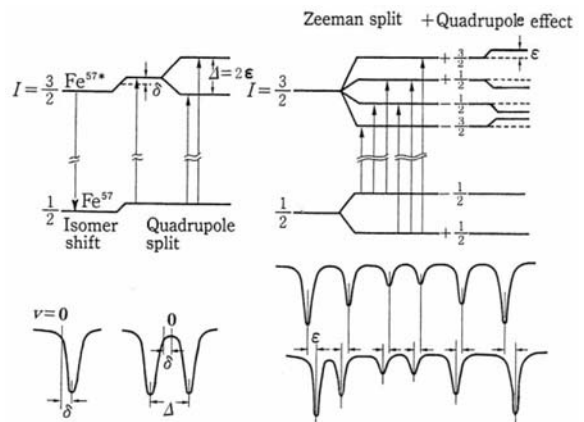 Zeeman split + Quadrupole effect
I = 3/2
Fe⁵⁷*
δ
Δ=2ε
1/2
Fe⁵⁷
Isomer
shift
Quadrupole
split
I = 3/2
+ 3/2
+ 1/2
- 1/2
- 3/2
ε
1/2
- 1/2
+ 1/2
v=0
δ
0
δ
Δ
ε